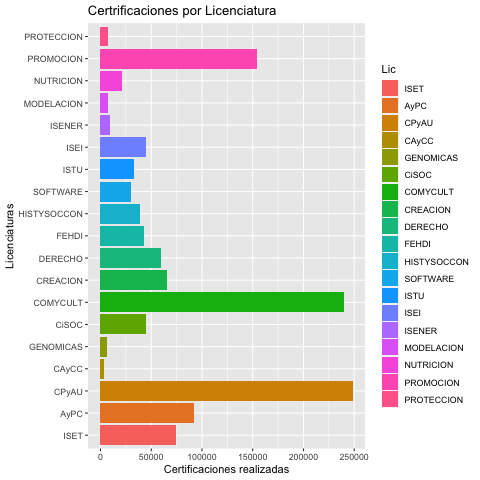 Certificaciones por Licenciatura
Licenciaturas
PROTECCION
PROMOCION
NUTRICION
MODELACION
ISENER
ISEI
ISTU
SOFTWARE
HISTYSOCCON
FEHDI
DERECHO
CREACION
COMYCULT
CiSOC
GENOMICAS
CAyCC
CPyAU
AyPC
ISET
0 50000 100000 150000 200000 250000
Certificaciones realizadas
Lic
ISET
AyPC
CPyAU
CAyCC
GENOMICAS
CiSOC
COMYCULT
CREACION
DERECHO
FEHDI
HISTYSOCCON
SOFTWARE
ISTU
ISEI
ISENER
MODELACION
NUTRICION
PROMOCION
PROTECCION